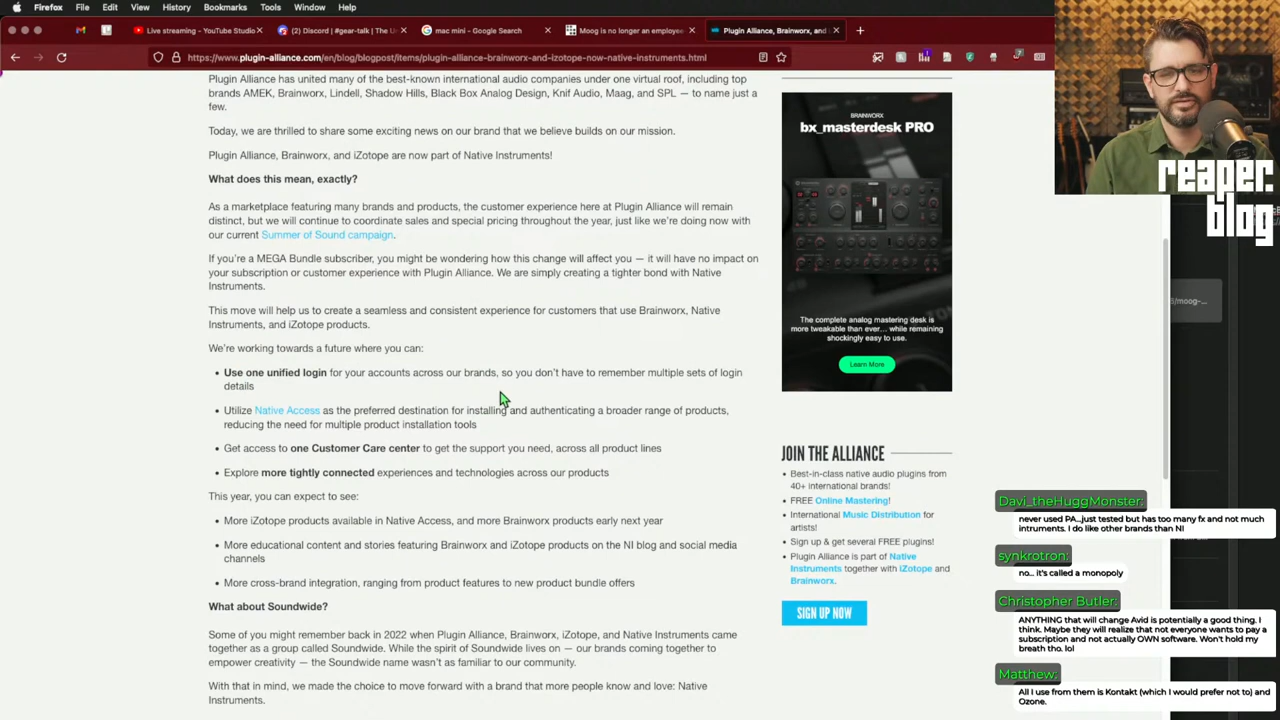 Firefox File Edit View History Bookmarks Tools Window Help
Live streaming - YouTube Studio
(2) Discord | #gear-talk | The U
mac mini - Google Search
Moog is no longer an employee
Plugin Alliance, Brainworx, and
https://www.plugin-alliance.com/en/blog/blogpost/items/plugin-alliance-brainworx-and-izotope-now-native-instruments.html
Plugin Alliance has united many of the best-known international audio companies under one virtual roof, including top
brands AMEK, Brainworx, Lindell, Shadow Hills, Black Box Analog Design, Knif Audio, Maag, and SPL — to name just a
few.
Today, we are thrilled to share some exciting news on our brand that we believe builds on our mission.
Plugin Alliance, Brainworx, and iZotope are now part of Native Instruments!
What does this mean, exactly?
As a marketplace featuring many brands and products, the customer experience here at Plugin Alliance will remain
distinct, but we will continue to coordinate sales and special pricing throughout the year, just like we're doing now with
our current Summer of Sound campaign.
If you're a MEGA Bundle subscriber, you might be wondering how this change will affect you — it will have no impact on
your subscription or customer experience with Plugin Alliance. We are simply creating a tighter bond with Native
Instruments.
This move will help us to create a seamless and consistent experience for customers that use Brainworx, Native
Instruments, and iZotope products.
We're working towards a future where you can:
• Use one unified login for your accounts across our brands, so you don't have to remember multiple sets of login
details
• Utilize Native Access as the preferred destination for installing and authenticating a broader range of products,
reducing the need for multiple product installation tools
• Get access to one Customer Care center to get the support you need, across all product lines
• Explore more tightly connected experiences and technologies across our products
This year, you can expect to see:
• More iZotope products available in Native Access, and more Brainworx products early next year
• More educational content and stories featuring Brainworx and iZotope products on the NI blog and social media
channels
• More cross-brand integration, ranging from product features to new product bundle offers
What about Soundwide?
Some of you might remember back in 2022 when Plugin Alliance, Brainworx, iZotope, and Native Instruments came
together as a group called Soundwide. While the spirit of Soundwide lives on — our brands coming together to
empower creativity — the Soundwide name wasn't as familiar to our community.
With that in mind, we made the choice to move forward with a brand that more people know and love: Native
Instruments.
BRAINWORX
bx_masterdesk PRO
The complete analog mastering desk is
more tweakable than ever... while remaining
shockingly easy to use.
Learn More
JOIN THE ALLIANCE
• Best-in-class native audio plugins from
40+ international brands!
• FREE Online Mastering!
• International Music Distribution for
artists!
• Sign up & get several FREE plugins!
• Plugin Alliance is part of Native
Instruments together with iZotope and
Brainworx.
SIGN UP NOW
reaper.
blog
5/moog-...
Davi_theHuggMonster:
never used PA...just tested but has too many fx and not much
intruments. I do like other brands than NI
synkrotron:
no... it's called a monopoly
Christopher Butler:
ANYTHING that will change Avid is potentially a good thing. I
think. Maybe they will realize that not everyone wants to pay a
subscription and not actually OWN software. Won't hold my
breath tho. lol
Matthew:
All I use from them is Kontakt (which I would prefer not to) and
Ozone.